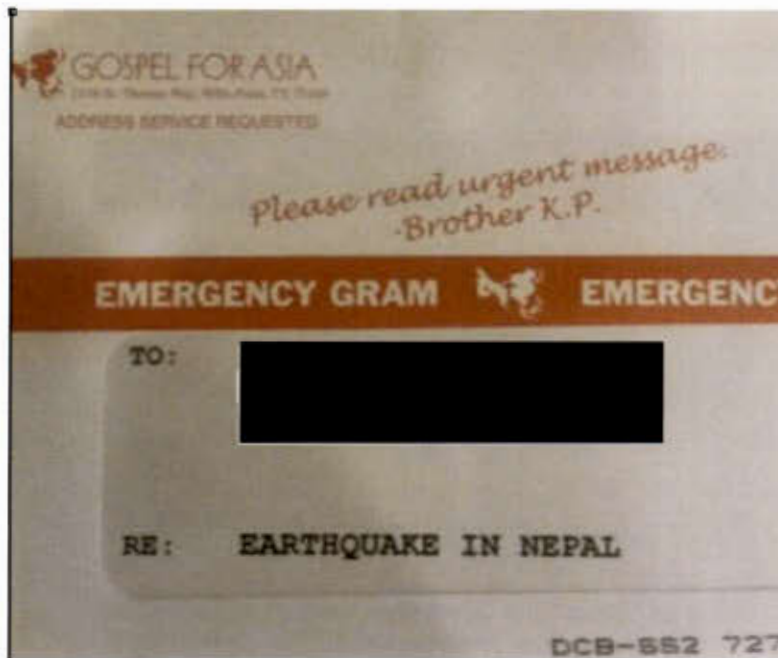 GOSPEL FOR ASIA
ADDRESS SERVICE REQUESTED
Please read urgent message.
-Brother K.P.
EMERGENCY GRAM EMERGENC
TO:
RE: EARTHQUAKE IN NEPAL
DCB-SS2 727